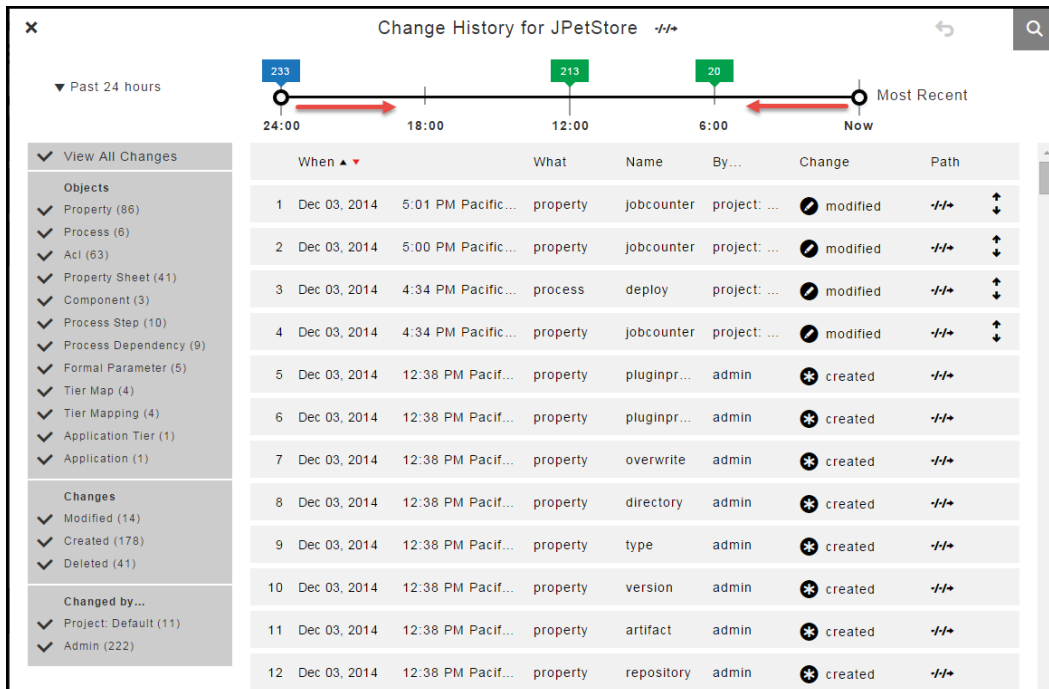 Change History for JPetStore
Past 24 hours
233
213
20
Most Recent
24:00 18:00 12:00 6:00 Now
View All Changes
Objects
Property (86)
Process (6)
Acl (63)
Property Sheet (41)
Component (3)
Process Step (10)
Process Dependency (9)
Formal Parameter (5)
Tier Map (4)
Tier Mapping (4)
Application Tier (1)
Application (1)
Changes
Modified (14)
Created (178)
Deleted (41)
Changed by...
Project: Default (11)
Admin (222)
When What Name By... Change Path
1 Dec 03, 2014 5:01 PM Pacific... property jobcounter project: ... modified
2 Dec 03, 2014 5:00 PM Pacific... property jobcounter project: ... modified
3 Dec 03, 2014 4:34 PM Pacific... process deploy project: ... modified
4 Dec 03, 2014 4:34 PM Pacific... property jobcounter project: ... modified
5 Dec 03, 2014 12:38 PM Pacif... property pluginpr... admin created
6 Dec 03, 2014 12:38 PM Pacif... property pluginpr... admin created
7 Dec 03, 2014 12:38 PM Pacif... property overwrite admin created
8 Dec 03, 2014 12:38 PM Pacif... property directory admin created
9 Dec 03, 2014 12:38 PM Pacif... property type admin created
10 Dec 03, 2014 12:38 PM Pacif... property version admin created
11 Dec 03, 2014 12:38 PM Pacif... property artifact admin created
12 Dec 03, 2014 12:38 PM Pacif... property repository admin created